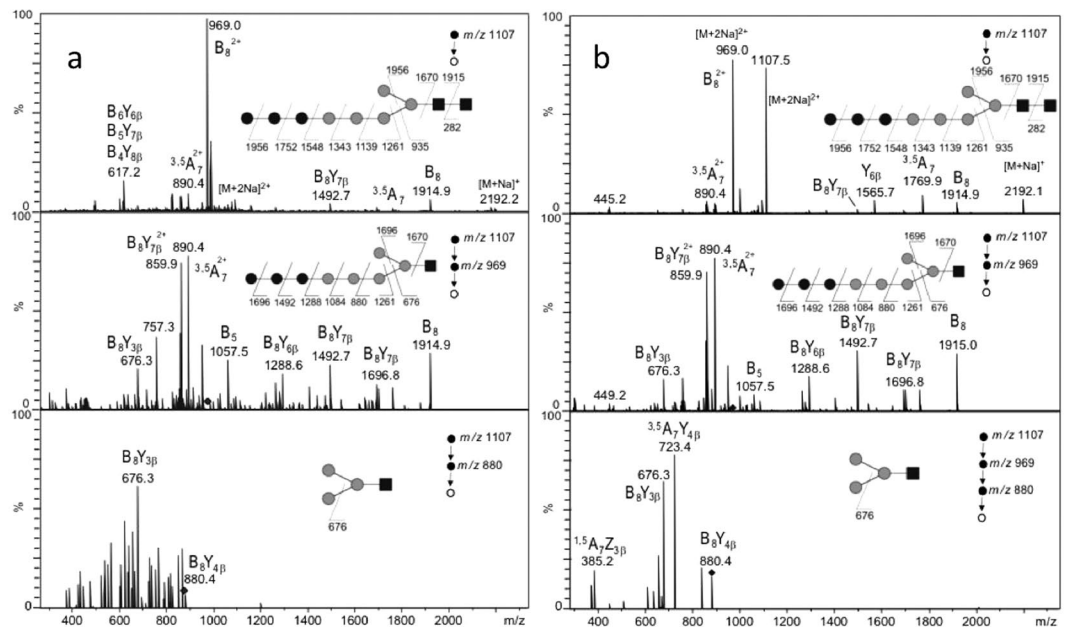 a
100
%
0
969.0
B8 2+
m/z 1107
1956
1670
1915
282
1956 1752 1548 1343 1139 1261 935
B6Y6β
B5Y7β
B4Y8β
617.2
3,5A7 2+
890.4
[M+2Na]2+
B8Y7β
1492.7
3,5A7
B8
1914.9
[M+Na]+
2192.2
100
%
0
B8Y7β 2+
859.9
890.4
3,5A7 2+
m/z 1107
m/z 969
1696
1670
1696 1492 1288 1084 880 1261 676
B8Y3β
676.3
757.3
B5
1057.5
B8Y6β
1288.6
B8Y7β
1492.7
B8Y7β
1696.8
B8
1914.9
100
%
0
B8Y3β
676.3
B8Y4β
880.4
676
m/z 1107
m/z 880
400 600 800 1000 1200 1400 1600 1800 2000 m/z
b
100
%
0
[M+2Na]2+
969.0
B8 2+
1107.5
[M+2Na]2+
m/z 1107
1956
1670
1915
282
1956 1752 1548 1343 1139 1261 935
445.2
3,5A7 2+
890.4
B8Y7β
Y6β
1565.7
3,5A7
1769.9
B8
1914.9
[M+Na]+
2192.1
100
%
0
B8Y7β 2+
859.9
890.4
3,5A7 2+
m/z 1107
m/z 969
1696
1670
1696 1492 1288 1084 880 1261 676
449.2
B8Y3β
676.3
B5
1057.5
B8Y6β
1288.6
B8Y7β
1492.7
B8Y7β
1696.8
B8
1915.0
100
%
0
3,5A7Y4β
723.4
676.3
B8Y3β
1,5A7Z3β
385.2
B8Y4β
880.4
676
m/z 1107
m/z 969
m/z 880
400 600 800 1000 1200 1400 1600 1800 2000 m/z